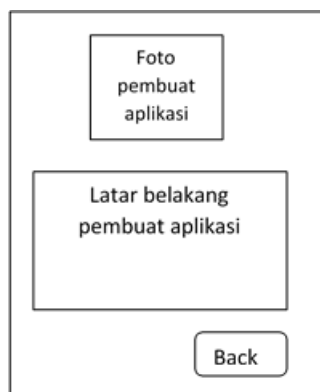 Foto
pembuat
aplikasi
Latar belakang
pembuat aplikasi
Back